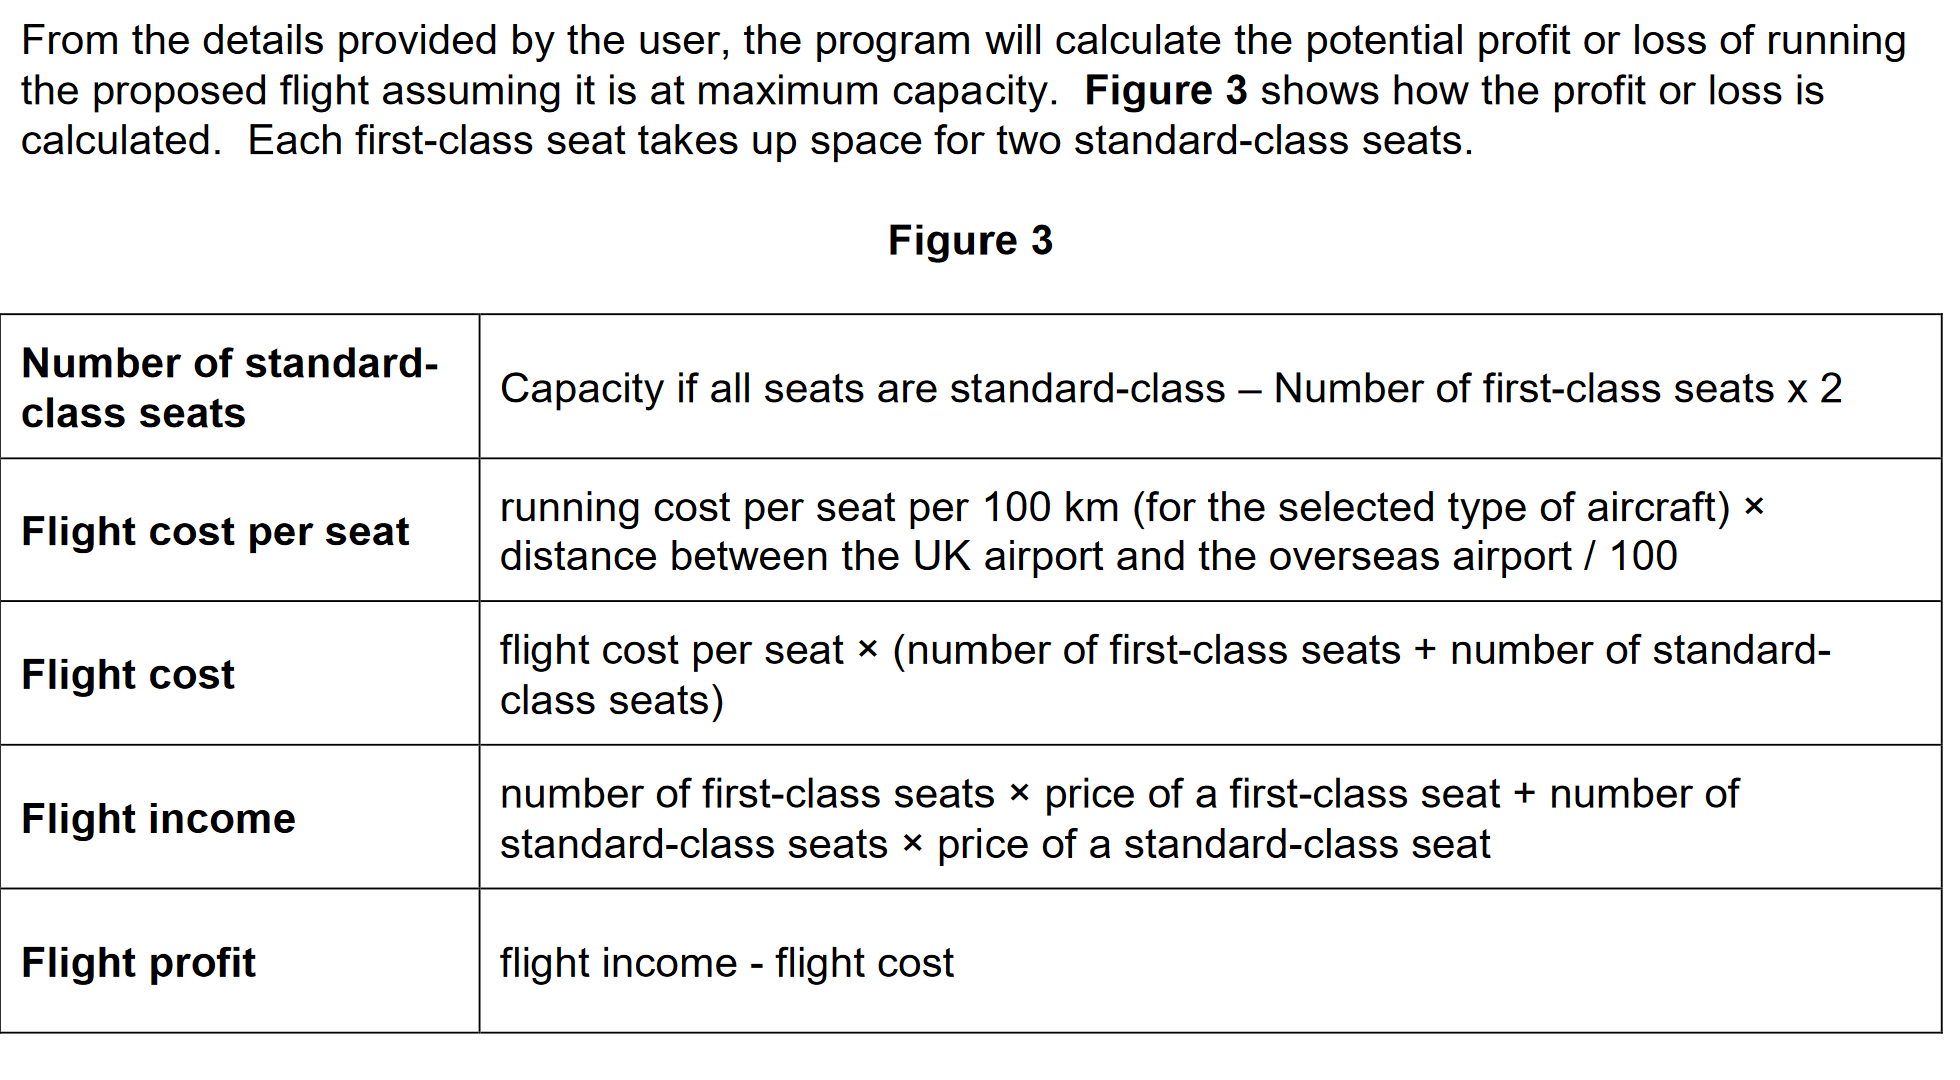 From the details provided by the user, the program will calculate the potential profit or loss of running
the proposed flight assuming it is at maximum capacity.  Figure 3 shows how the profit or loss is
calculated.  Each first-class seat takes up space for two standard-class seats.
Figure 3
Number of standard-
class seats
Capacity if all seats are standard-class – Number of first-class seats x 2
Flight cost per seat
running cost per seat per 100 km (for the selected type of aircraft) ×
distance between the UK airport and the overseas airport / 100
Flight cost
flight cost per seat × (number of first-class seats + number of standard-
class seats)
Flight income
number of first-class seats × price of a first-class seat + number of
standard-class seats × price of a standard-class seat
Flight profit
flight income - flight cost